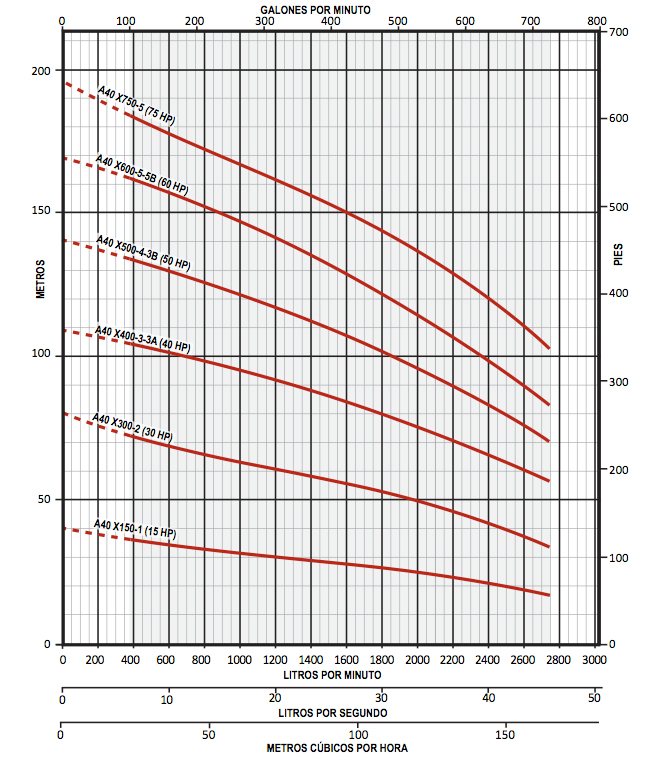 GALONES POR MINUTO
0 100 200 300 400 500 600 700 800
700
200
600
150
500
400
100
300
200
50
100
0
0
METROS
PIES
A40 X750-5 (75 HP)
A40 X600-5-5B (60 HP)
A40 X500-4-3B (50 HP)
A40 X400-3-3A (40 HP)
A40 X300-2 (30 HP)
A40 X150-1 (15 HP)
0 200 400 600 800 1000 1200 1400 1600 1800 2000 2200 2400 2600 2800 3000
LITROS POR MINUTO
0 10 20 30 40 50
LITROS POR SEGUNDO
0 50 100 150
METROS CÚBICOS POR HORA